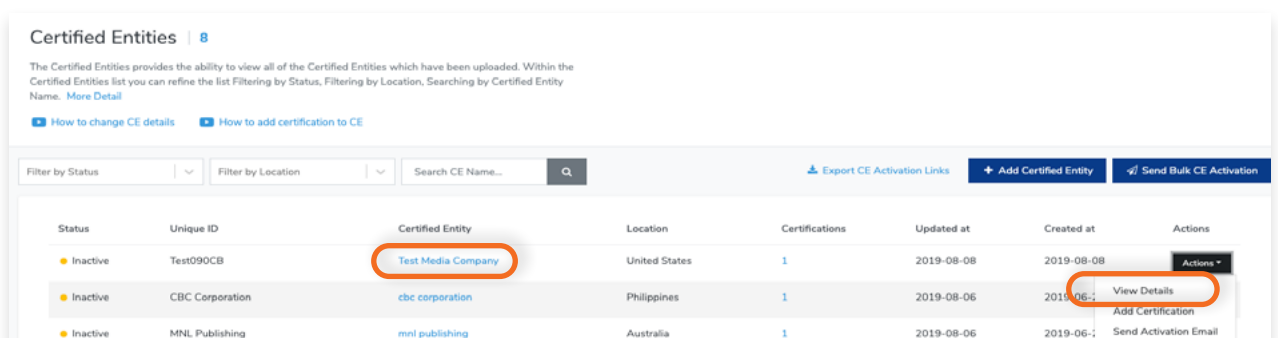 Certified Entities | 8
The Certified Entities provides the ability to view all of the Certified Entities which have been uploaded. Within the
Certified Entities list you can refine the list Filtering by Status, Filtering by Location, Searching by Certified Entity
Name. More Detail
How to change CE details How to add certification to CE
Filter by Status Filter by Location Search CE Name... Export CE Activation Links + Add Certified Entity Send Bulk CE Activation
Status Unique ID Certified Entity Location Certifications Updated at Created at Actions
Inactive Test090CB Test Media Company United States 1 2019-08-08 2019-08-08 Actions
View Details
Inactive CBC Corporation cbc corporation Philippines 1 2019-08-06 2019-06-
Add Certification
Inactive MNL Publishing mnl publishing Australia 1 2019-08-06 2019-06- Send Activation Email